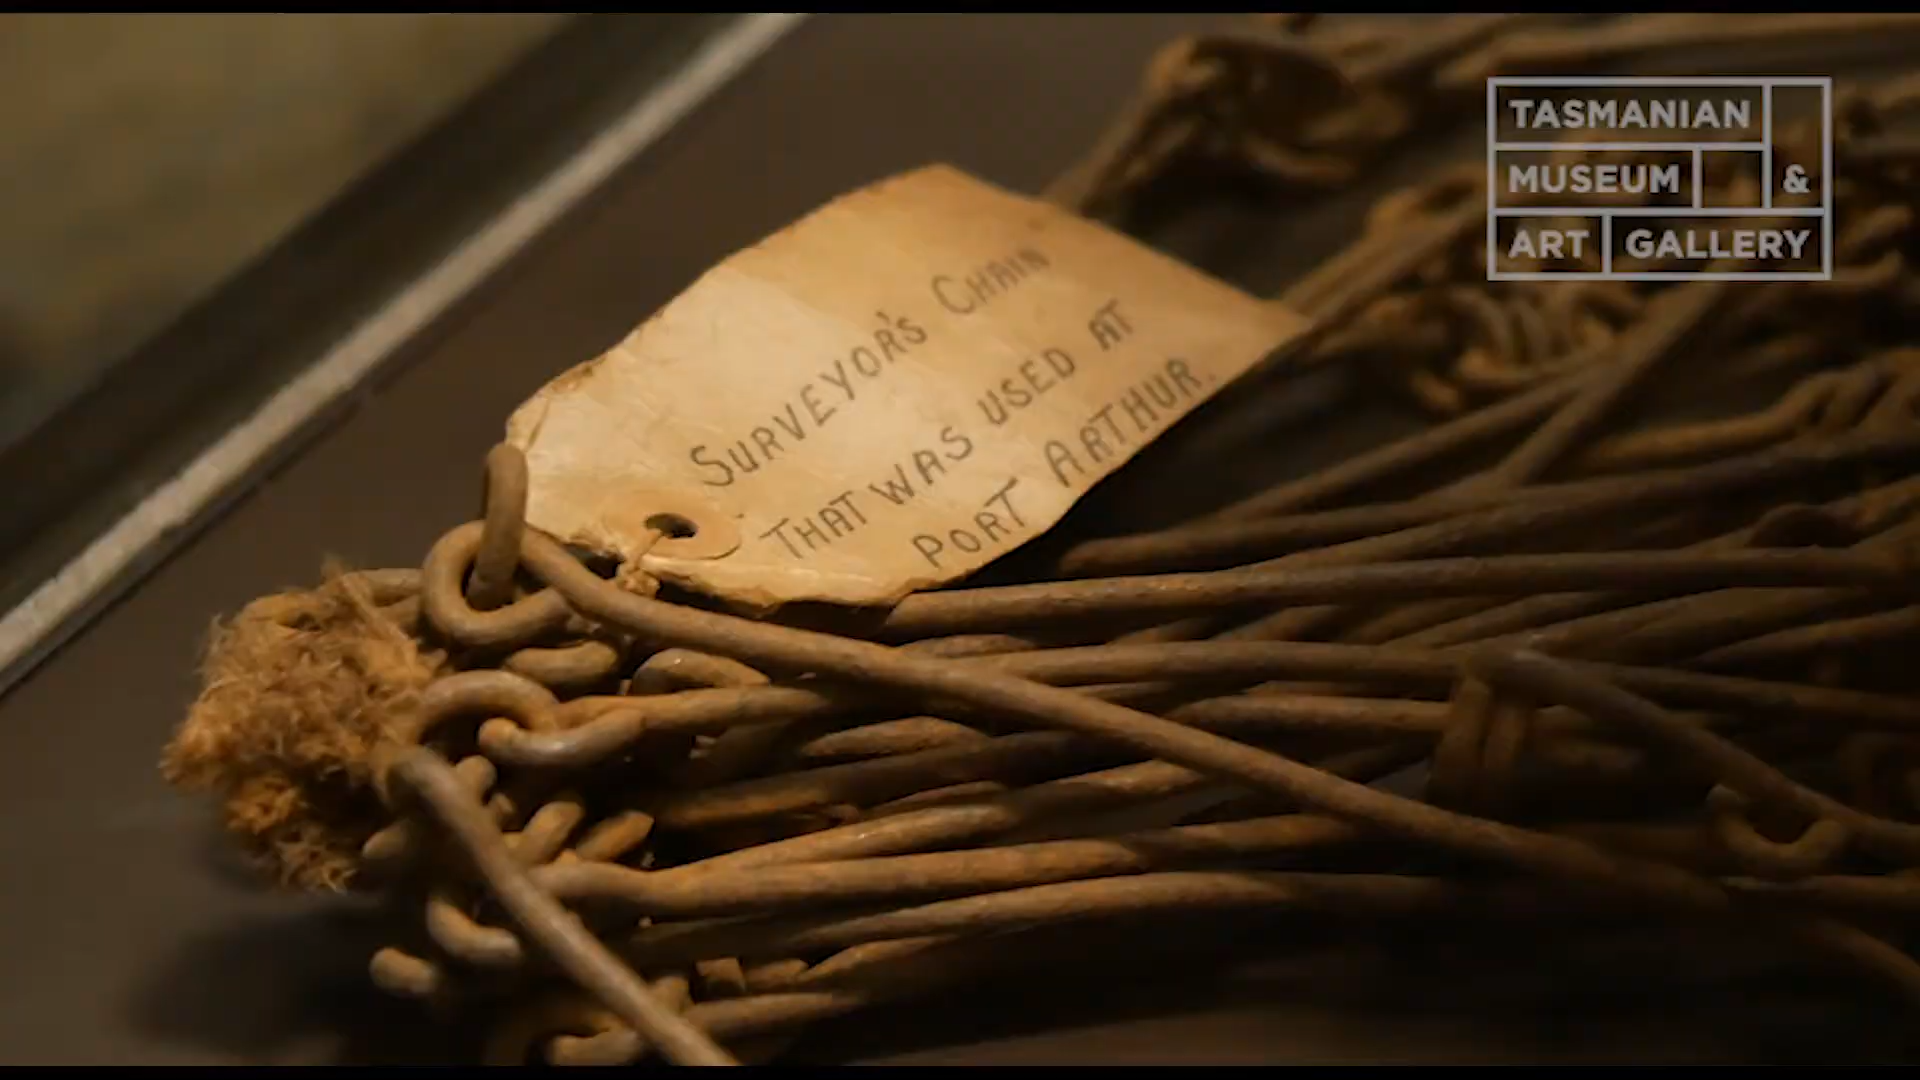 SURVEYOR'S CHAIN
THAT WAS USED AT
PORT ARTHUR.
TASMANIAN
MUSEUM &
ART GALLERY